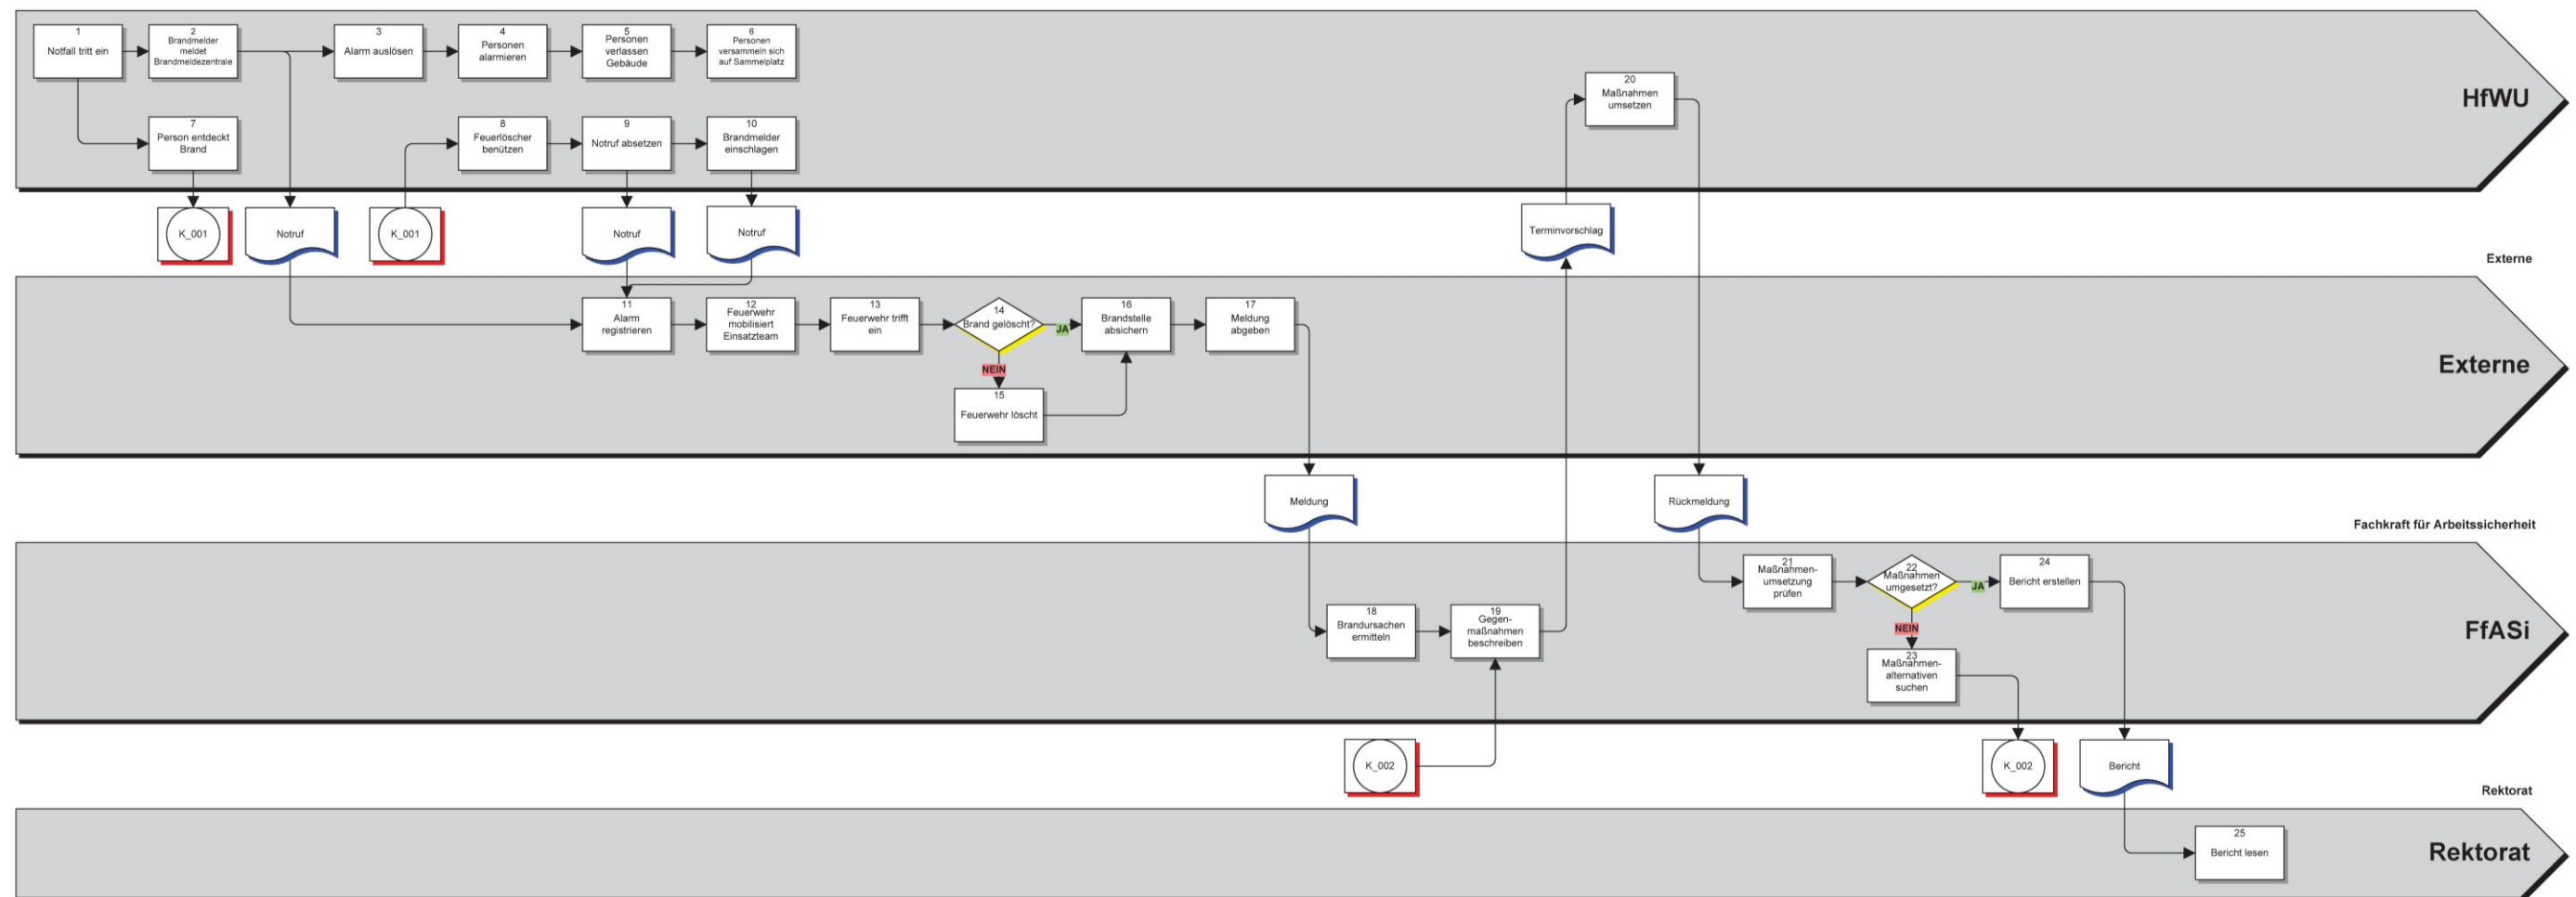 1
Notfall tritt ein
2
Brandmelder
meldet
Brandmeldezentrale
3
Alarm auslösen
4
Personen
alarmieren
5
Personen
verlassen
Gebäude
6
Personen
versammeln sich
auf Sammelplatz
7
Person entdeckt
Brand
8
Feuerlöscher
benützen
9
Notruf absetzen
10
Brandmelder
einschlagen
20
Maßnahmen
umsetzen
HfWU
K_001
Notruf
K_001
Notruf
Notruf
Terminvorschlag
Externe
11
Alarm
registrieren
12
Feuerwehr
mobilisiert
Einsatzteam
13
Feuerwehr trifft
ein
14
Brand gelöscht?
JA
NEIN
15
Feuerwehr löscht
16
Brandstelle
absichern
17
Meldung
abgeben
Externe
Meldung
Rückmeldung
Fachkraft für Arbeitssicherheit
18
Brandursachen
ermitteln
19
Gegen-
maßnahmen
beschreiben
21
Maßnahmen-
umsetzung
prüfen
22
Maßnahmen
umgesetzt?
JA
NEIN
23
Maßnahmen-
alternativen
suchen
24
Bericht erstellen
FfASi
K_002
K_002
Bericht
Rektorat
25
Bericht lesen
Rektorat